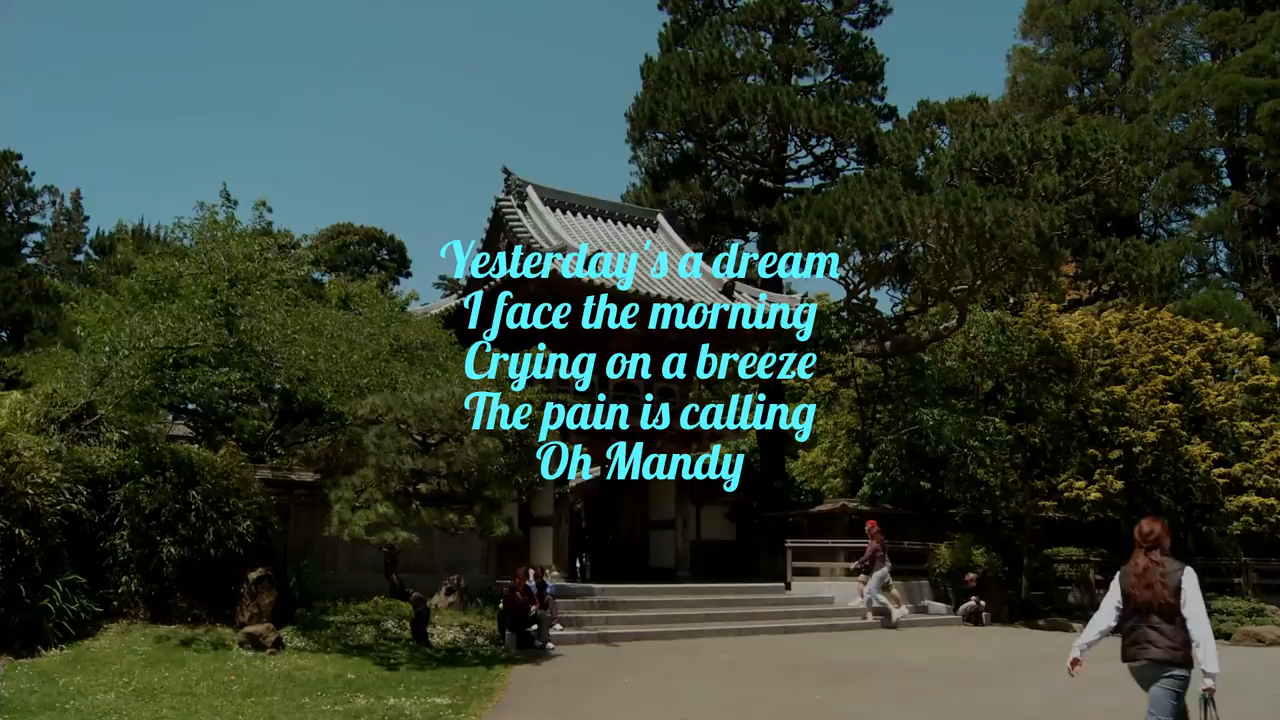 Yesterday's a dream
I face the morning
Crying on a breeze
The pain is calling
Oh Mandy